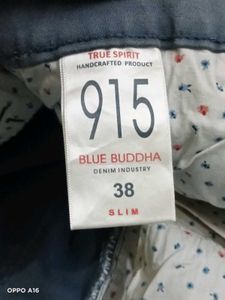 TRUE SPIRIT
HANDCRAFTED PRODUCT
915
BLUE BUDDHA
DENIM INDUSTRY
38
SLIM
OPPO A16